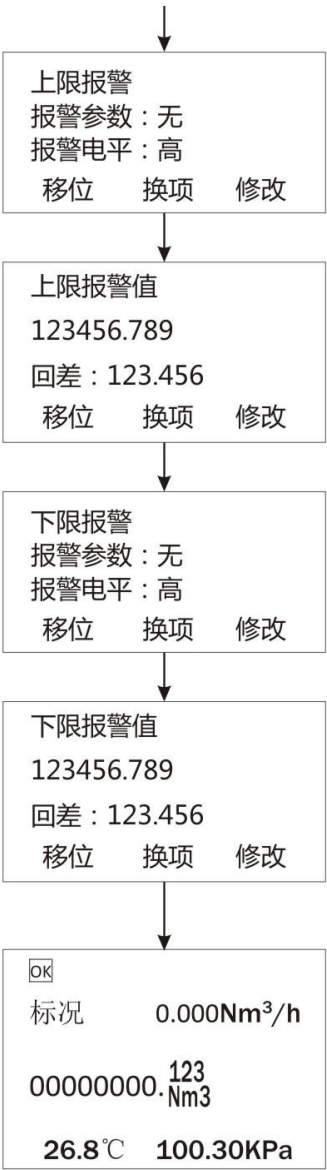 上限报警
报警参数：无
报警电平：高
移位 换项 修改
上限报警值
123456.789
回差：123.456
移位 换项 修改
下限报警
报警参数：无
报警电平：高
移位 换项 修改
下限报警值
123456.789
回差：123.456
移位 换项 修改
OK
标况 0.000Nm³/h
00000000.123
Nm3
26.8℃ 100.30KPa